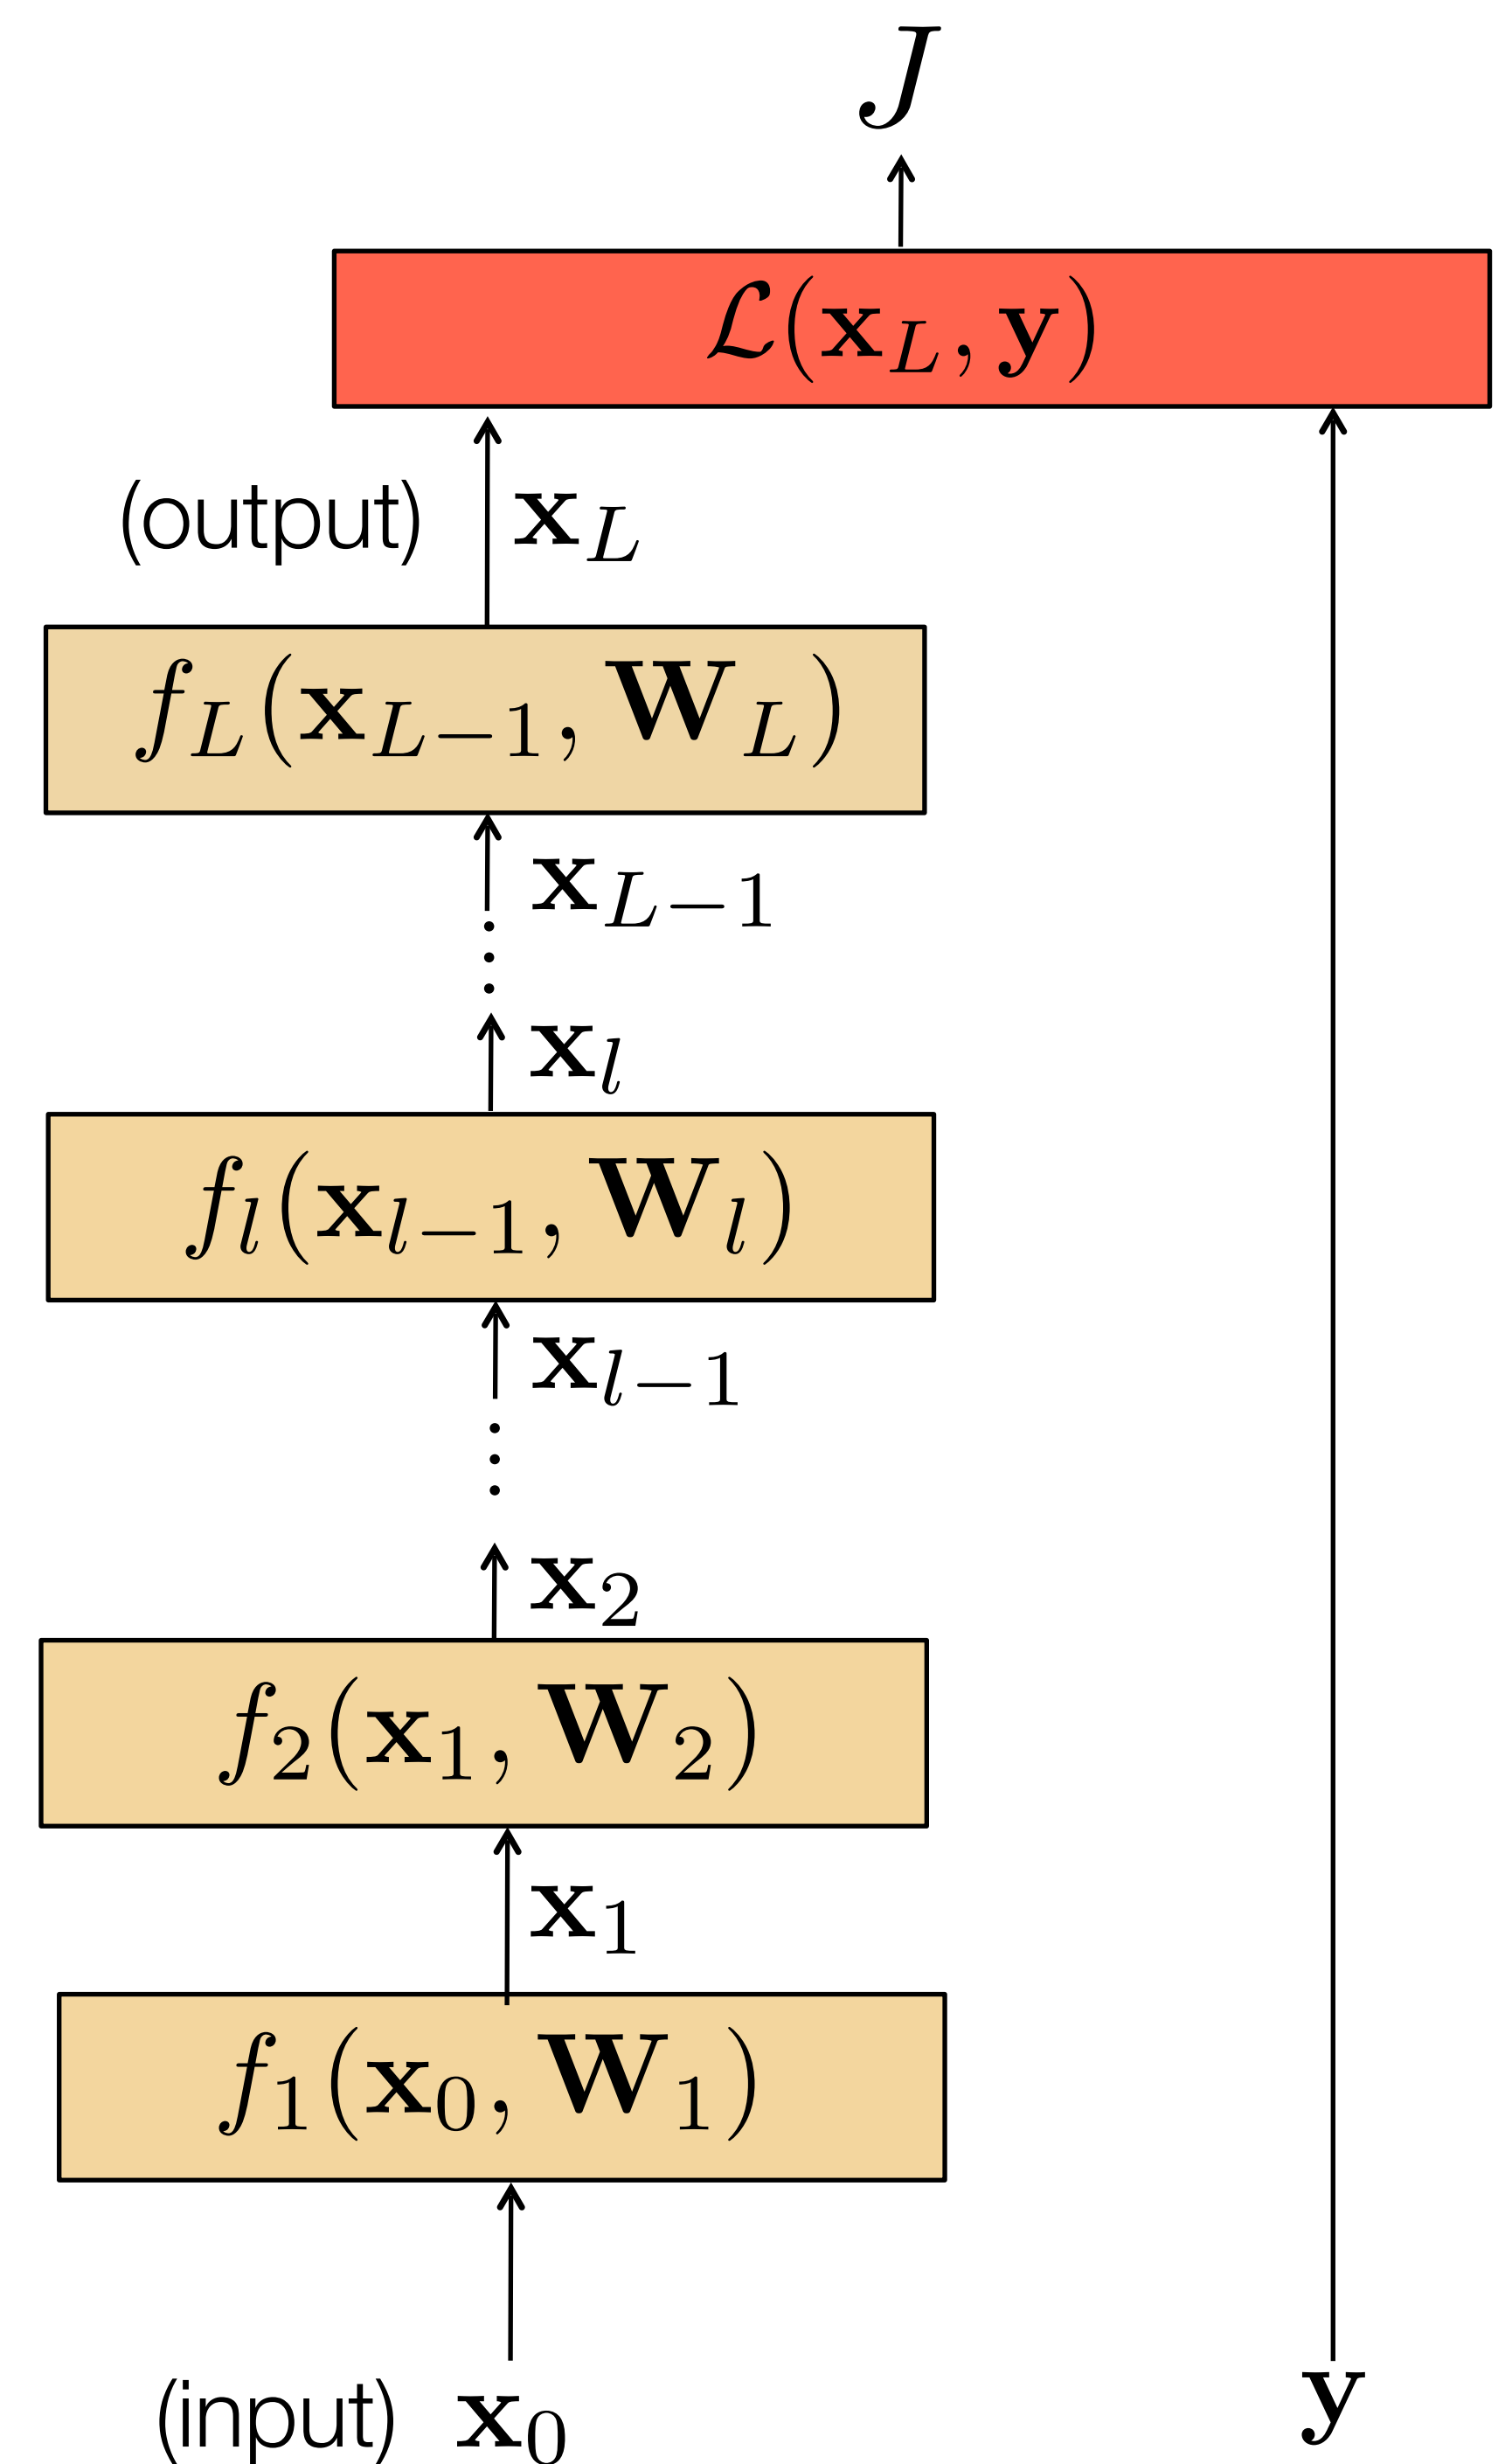 J
ℒ(𝐱_L, 𝐲)
(output) 𝐱_L
f_L(𝐱_{L−1}, 𝐖_L)
𝐱_{L−1}
𝐱_l
f_l(𝐱_{l−1}, 𝐖_l)
𝐱_{l−1}
𝐱_2
f_2(𝐱_1, 𝐖_2)
𝐱_1
f_1(𝐱_0, 𝐖_1)
(input) 𝐱_0 𝐲